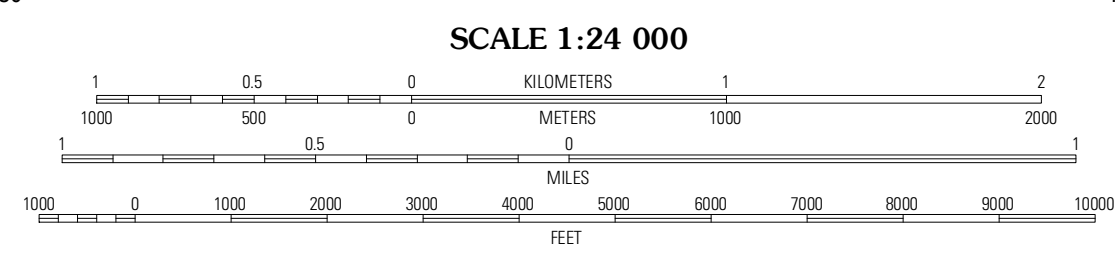 SCALE 1:24 000
1 0.5 0 KILOMETERS 1 2
1000 500 0 METERS 1000 2000
1 0.5 0 1
MILES
1000 0 1000 2000 3000 4000 5000 6000 7000 8000 9000 10000
FEET